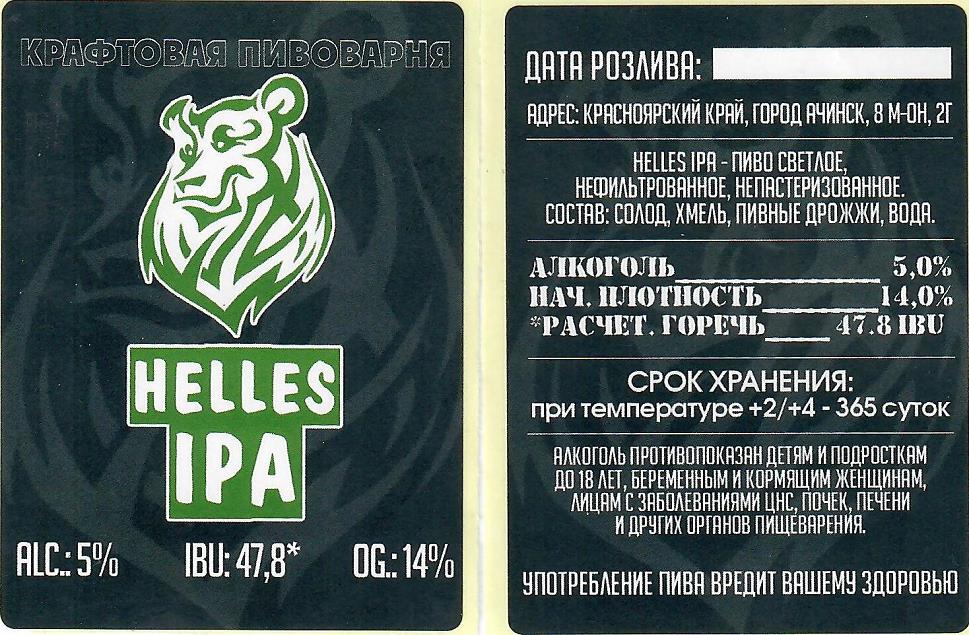 КРАФТОВАЯ ПИВОВАРНЯ
HELLES
IPA
ALC.: 5% IBU: 47,8* OG.: 14%
ДАТА РОЗЛИВА:
АДРЕС: КРАСНОЯРСКИЙ КРАЙ, ГОРОД АЧИНСК, 8 М-ОН, 2Г
HELLES IPA - ПИВО СВЕТЛОЕ,
НЕФИЛЬТРОВАННОЕ, НЕПАСТЕРИЗОВАННОЕ.
СОСТАВ: СОЛОД, ХМЕЛЬ, ПИВНЫЕ ДРОЖЖИ, ВОДА.
АЛКОГОЛЬ 5,0%
НАЧ. ПЛОТНОСТЬ 14,0%
*РАСЧЕТ. ГОРЕЧЬ 47.8 IBU
СРОК ХРАНЕНИЯ:
при температуре +2/+4 - 365 суток
АЛКОГОЛЬ ПРОТИВОПОКАЗАН ДЕТЯМ И ПОДРОСТКАМ
ДО 18 ЛЕТ, БЕРЕМЕННЫМ И КОРМЯЩИМ ЖЕНЩИНАМ,
ЛИЦАМ С ЗАБОЛЕВАНИЯМИ ЦНС, ПОЧЕК, ПЕЧЕНИ
И ДРУГИХ ОРГАНОВ ПИЩЕВАРЕНИЯ.
УПОТРЕБЛЕНИЕ ПИВА ВРЕДИТ ВАШЕМУ ЗДОРОВЬЮ